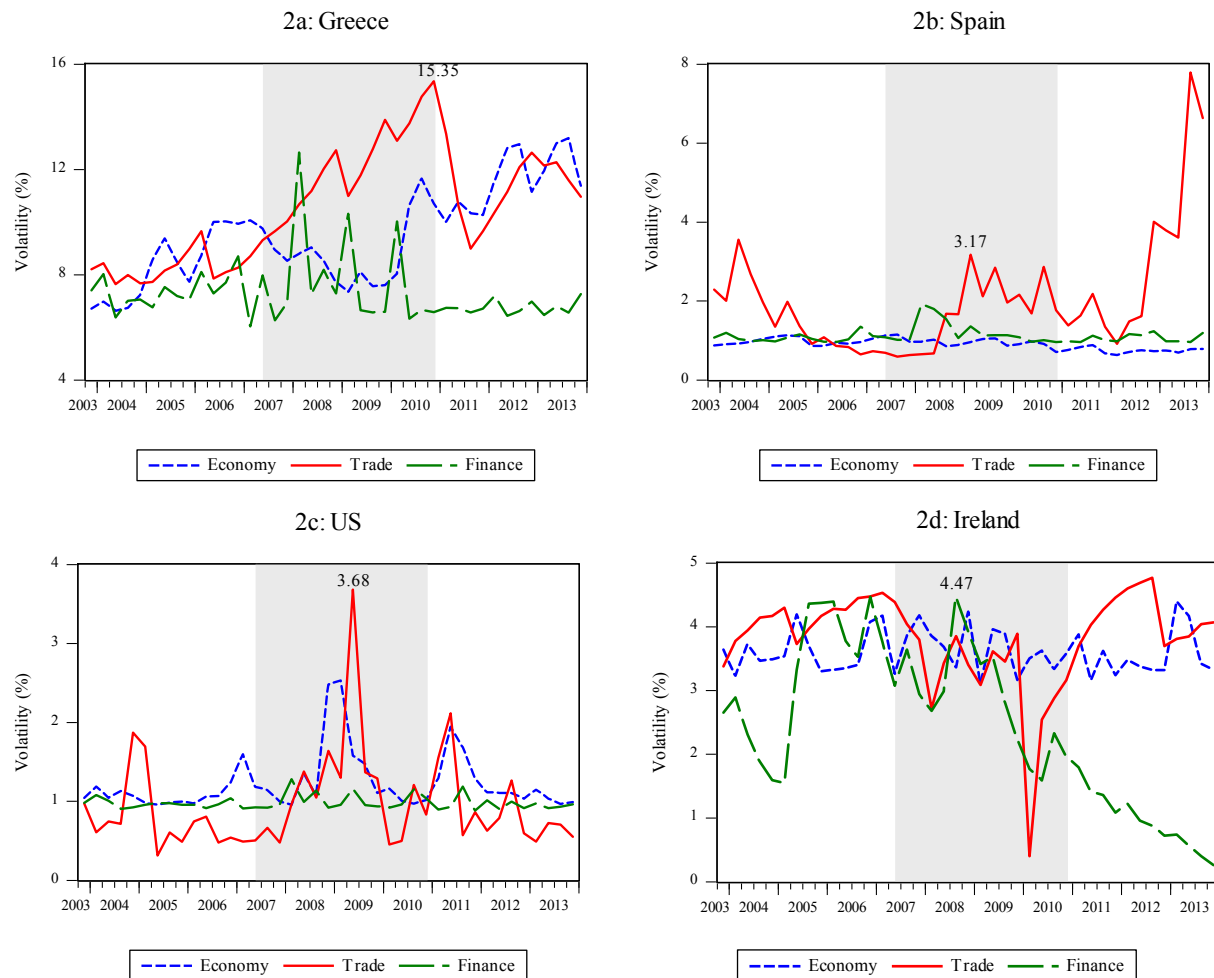 2a: Greece
16
12
8
4
Volatility (%)
15.35
2003 2004 2005 2006 2007 2008 2009 2010 2011 2012 2013
Economy Trade Finance
2b: Spain
8
6
4
2
0
Volatility (%)
3.17
2003 2004 2005 2006 2007 2008 2009 2010 2011 2012 2013
Economy Trade Finance
2c: US
4
3
2
1
0
Volatility (%)
3.68
2003 2004 2005 2006 2007 2008 2009 2010 2011 2012 2013
Economy Trade Finance
2d: Ireland
5
4
3
2
1
0
Volatility (%)
4.47
2003 2004 2005 2006 2007 2008 2009 2010 2011 2012 2013
Economy Trade Finance